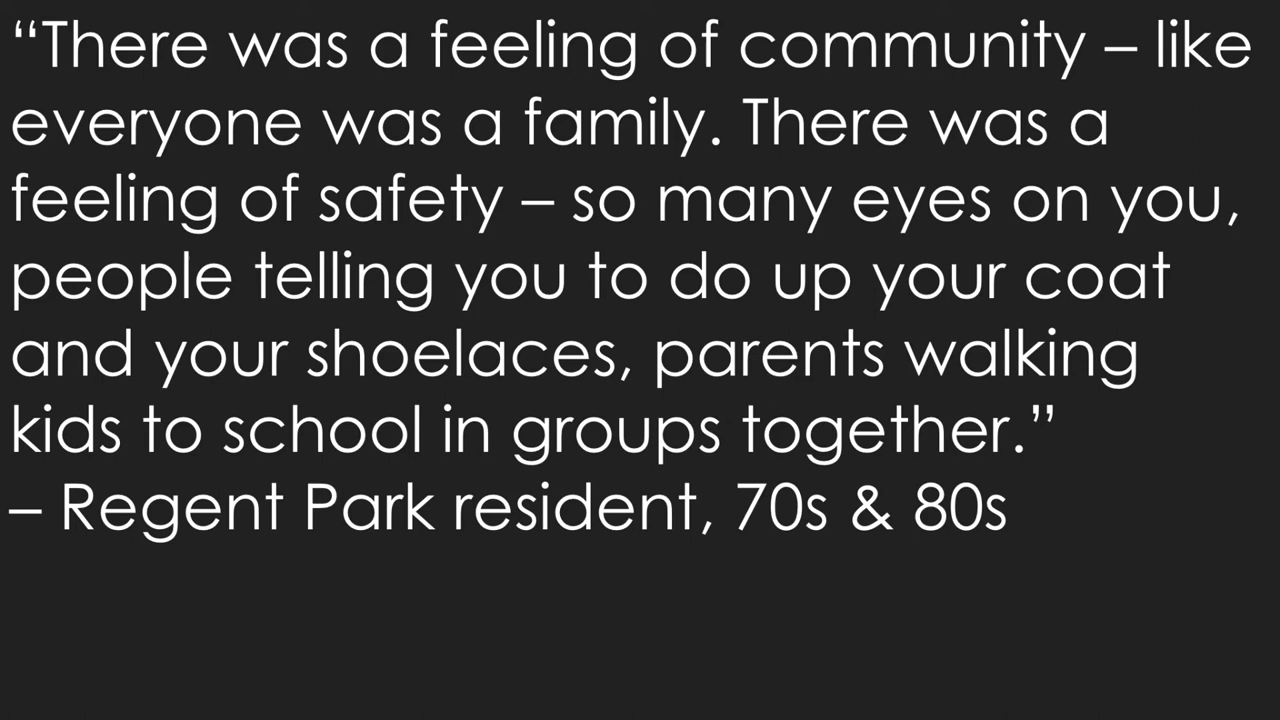 “There was a feeling of community – like
everyone was a family. There was a
feeling of safety – so many eyes on you,
people telling you to do up your coat
and your shoelaces, parents walking
kids to school in groups together.”
– Regent Park resident, 70s & 80s